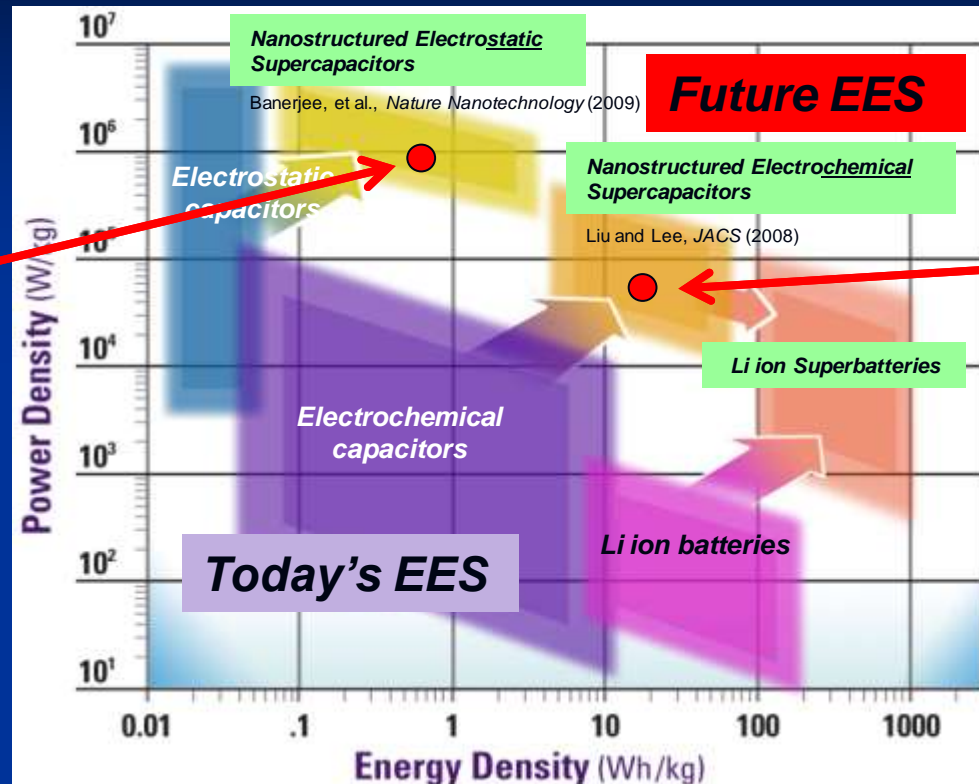 10⁷
Nanostructured Electrostatic
Supercapacitors
Banerjee, et al., Nature Nanotechnology (2009)
Future EES
10⁶
Nanostructured Electrochemical
Supercapacitors
Electrostatic
capacitors
Liu and Lee, JACS (2008)
10⁵
10⁴
Li ion Superbatteries
Electrochemical
capacitors
10³
Li ion batteries
10²
Today's EES
10¹
Power Density (W/kg)
0.01 .1 1 10 100 1000
Energy Density (Wh/kg)